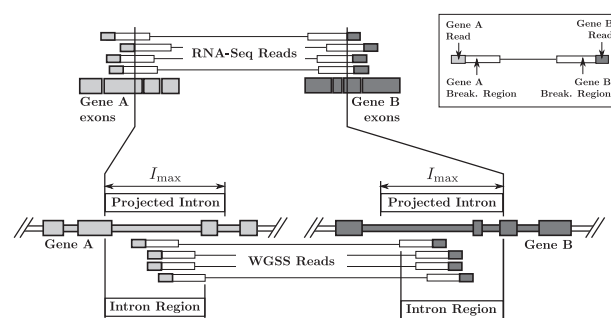 RNA-Seq Reads
Gene A
exons
Gene B
exons
Gene A
Read
Gene B
Read
Gene A
Break. Region
Gene B
Break. Region
I_max
Projected Intron
I_max
Projected Intron
Gene A
Gene B
WGSS Reads
Intron Region
Intron Region